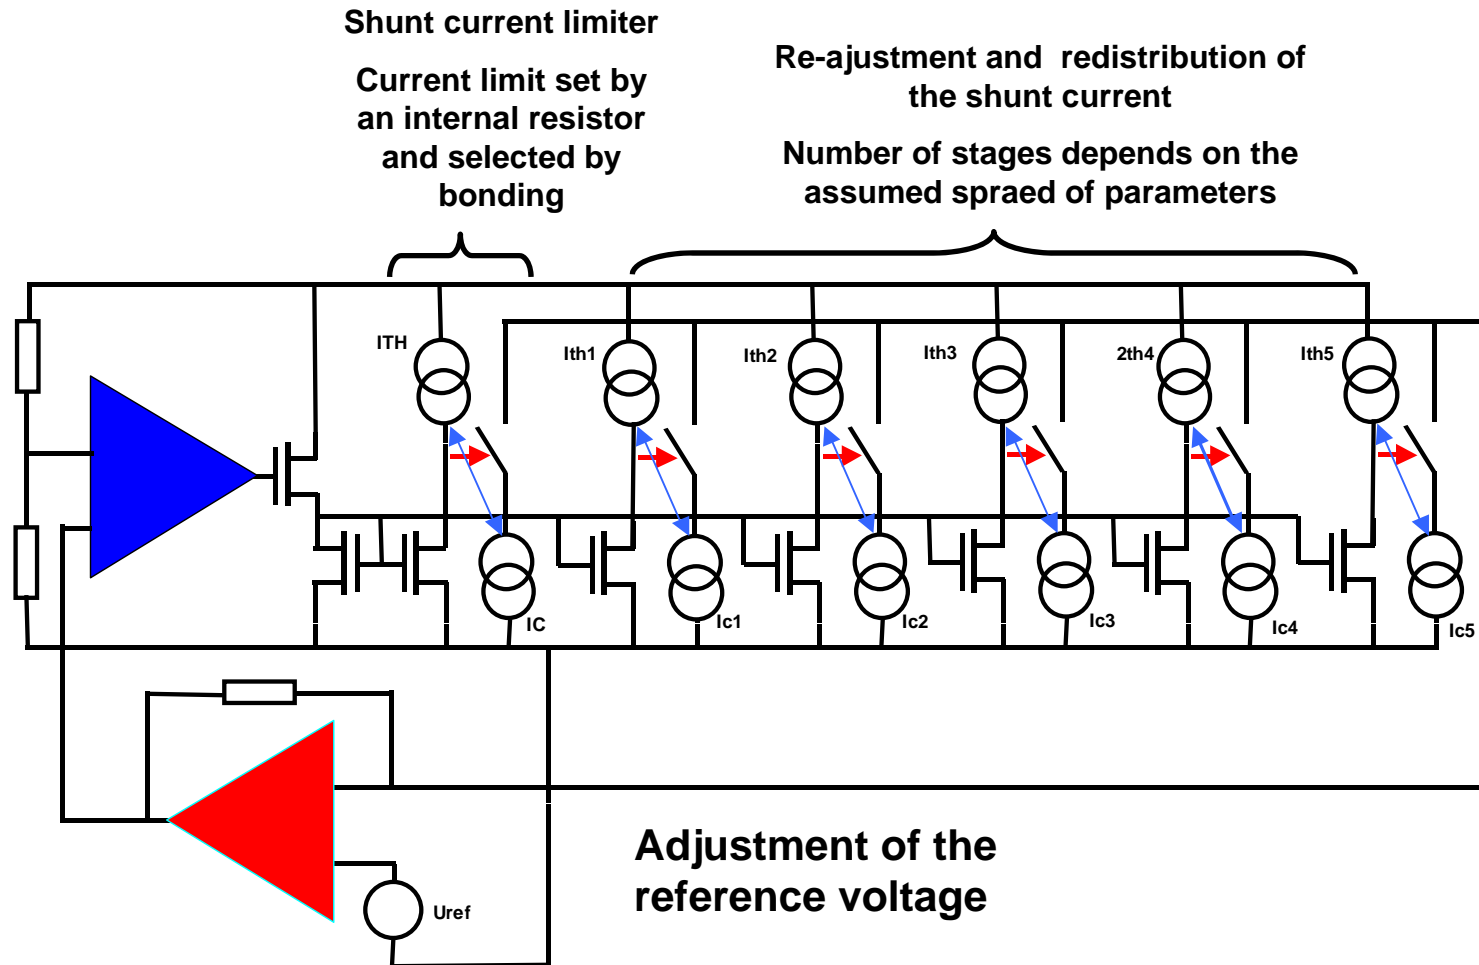 Shunt current limiter
Current limit set by
an internal resistor
and selected by
bonding
Re-ajustment and redistribution of
the shunt current
Number of stages depends on the
assumed spraed of parameters
ITH
Ith1
Ith2
Ith3
2th4
Ith5
IC
Ic1
Ic2
Ic3
Ic4
Ic5
Adjustment of the
reference voltage
Uref